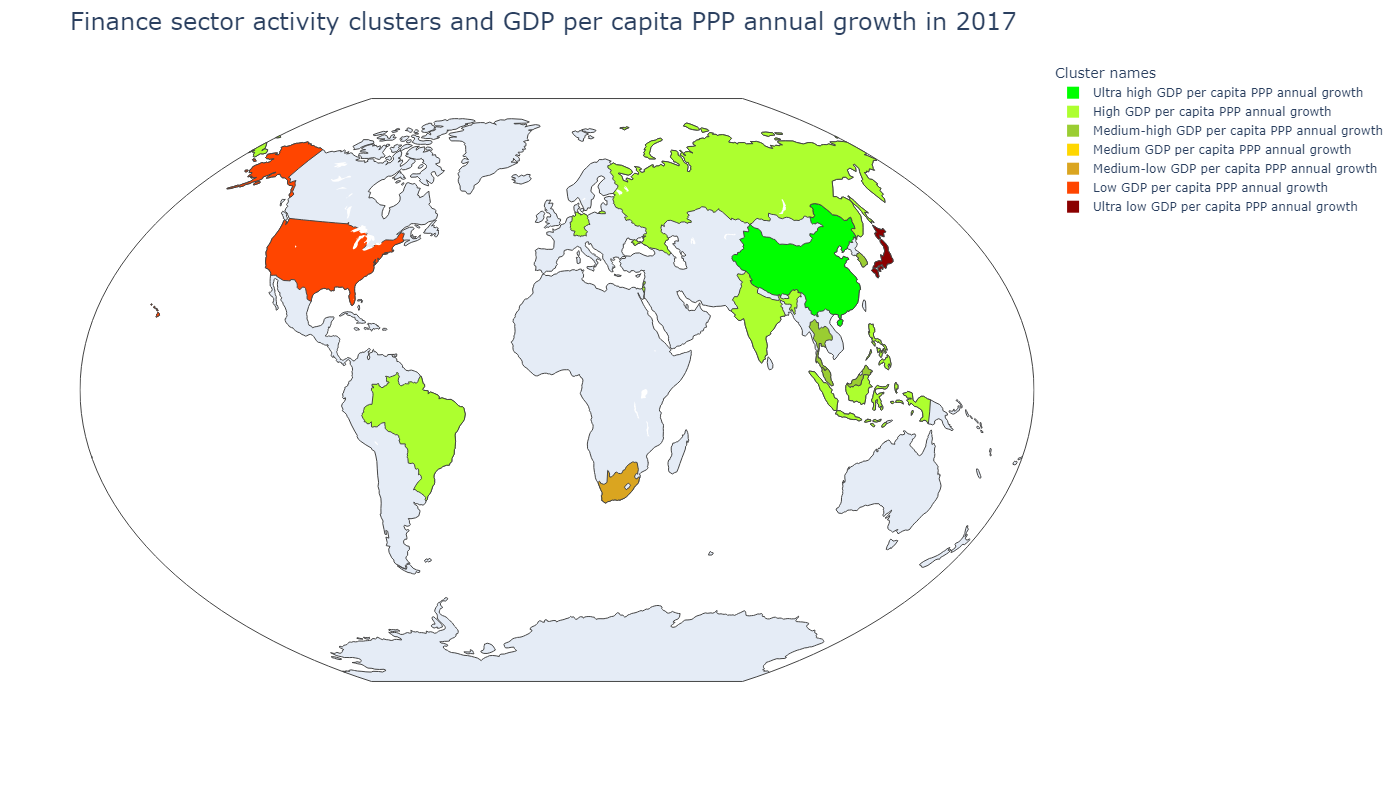 Finance sector activity clusters and GDP per capita PPP annual growth in 2017
Cluster names
Ultra high GDP per capita PPP annual growth
High GDP per capita PPP annual growth
Medium-high GDP per capita PPP annual growth
Medium GDP per capita PPP annual growth
Medium-low GDP per capita PPP annual growth
Low GDP per capita PPP annual growth
Ultra low GDP per capita PPP annual growth